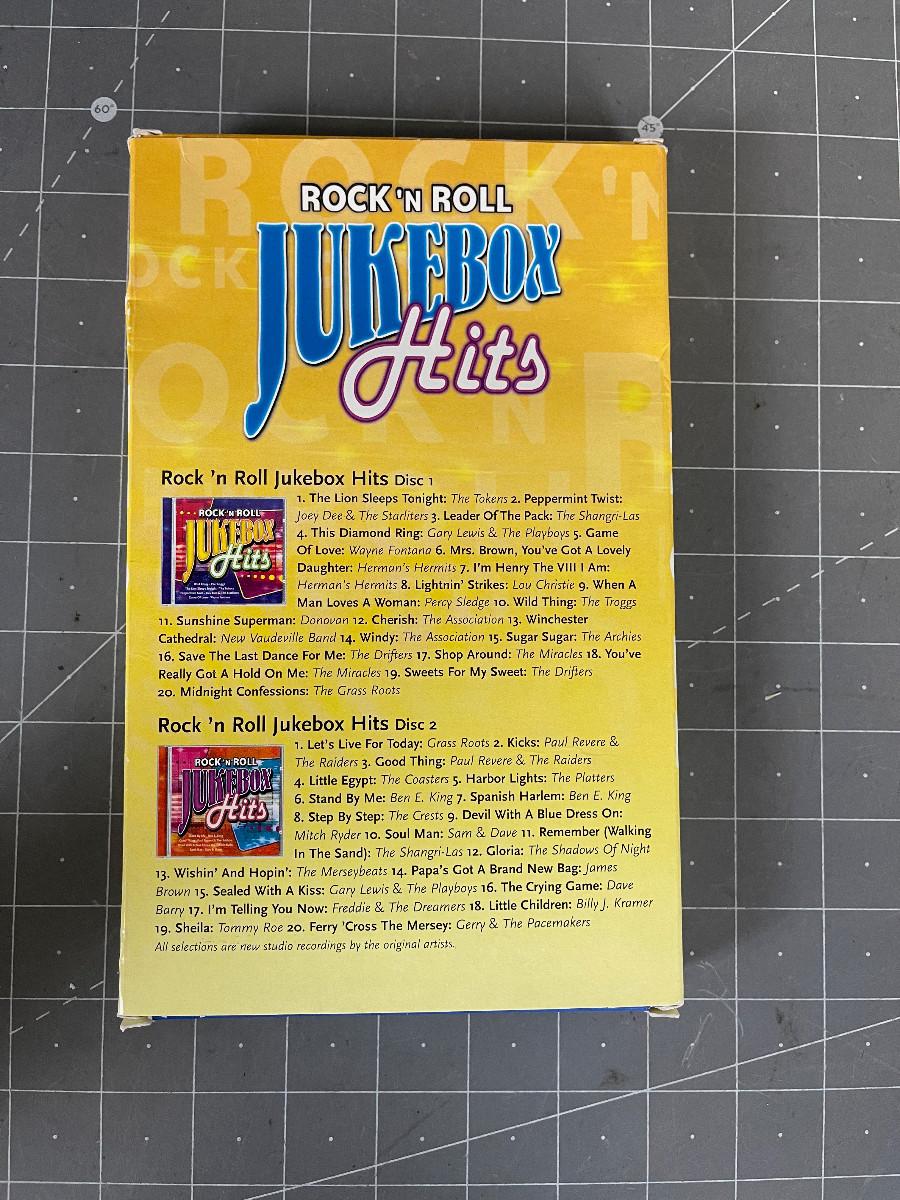 60°
45°
ROCK 'N
ROCK 'N ROLL
OCK
JUKEBOX
Hits
OCK 'N R
Rock 'n Roll Jukebox Hits Disc 1
1. The Lion Sleeps Tonight: The Tokens 2. Peppermint Twist:
Joey Dee & The Starliters 3. Leader Of The Pack: The Shangri-Las
4. This Diamond Ring: Gary Lewis & The Playboys 5. Game
Of Love: Wayne Fontana 6. Mrs. Brown, You've Got A Lovely
Daughter: Herman's Hermits 7. I'm Henry The VIII I Am:
Herman's Hermits 8. Lightnin' Strikes: Lou Christie 9. When A
Man Loves A Woman: Percy Sledge 10. Wild Thing: The Troggs
11. Sunshine Superman: Donovan 12. Cherish: The Association 13. Winchester
Cathedral: New Vaudeville Band 14. Windy: The Association 15. Sugar Sugar: The Archies
16. Save The Last Dance For Me: The Drifters 17. Shop Around: The Miracles 18. You've
Really Got A Hold On Me: The Miracles 19. Sweets For My Sweet: The Drifters
20. Midnight Confessions: The Grass Roots
ROCK 'N ROLL
JUKEBOX
Hits
Rock 'n Roll Jukebox Hits Disc 2
1. Let's Live For Today: Grass Roots 2. Kicks: Paul Revere &
The Raiders 3. Good Thing: Paul Revere & The Raiders
4. Little Egypt: The Coasters 5. Harbor Lights: The Platters
6. Stand By Me: Ben E. King 7. Spanish Harlem: Ben E. King
8. Step By Step: The Crests 9. Devil With A Blue Dress On:
Mitch Ryder 10. Soul Man: Sam & Dave 11. Remember (Walking
In The Sand): The Shangri-Las 12. Gloria: The Shadows Of Night
13. Wishin' And Hopin': The Merseybeats 14. Papa's Got A Brand New Bag: James
Brown 15. Sealed With A Kiss: Gary Lewis & The Playboys 16. The Crying Game: Dave
Barry 17. I'm Telling You Now: Freddie & The Dreamers 18. Little Children: Billy J. Kramer
19. Sheila: Tommy Roe 20. Ferry 'Cross The Mersey: Gerry & The Pacemakers
All selections are new studio recordings by the original artists.
ROCK 'N ROLL
JUKEBOX
Hits